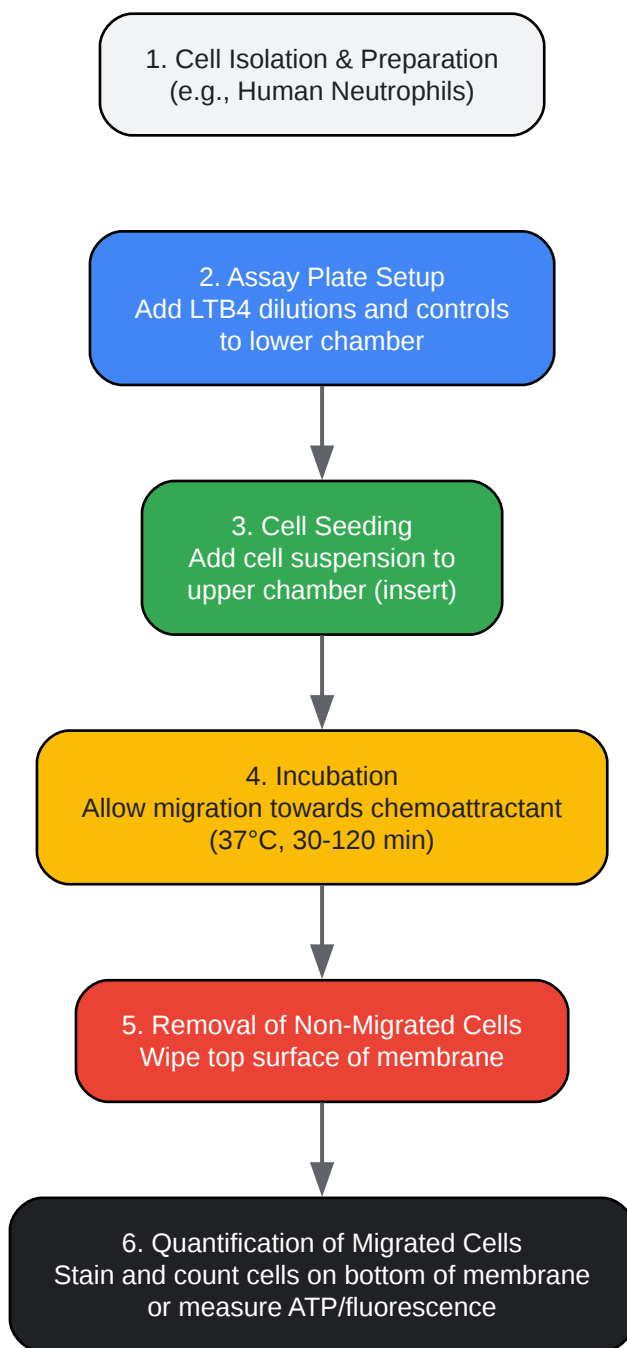 1. Cell Isolation & Preparation
(e.g., Human Neutrophils)
2. Assay Plate Setup
Add LTB4 dilutions and controls
to lower chamber
3. Cell Seeding
Add cell suspension to
upper chamber (insert)
4. Incubation
Allow migration towards chemoattractant
(37°C, 30-120 min)
5. Removal of Non-Migrated Cells
Wipe top surface of membrane
6. Quantification of Migrated Cells
Stain and count cells on bottom of membrane
or measure ATP/fluorescence